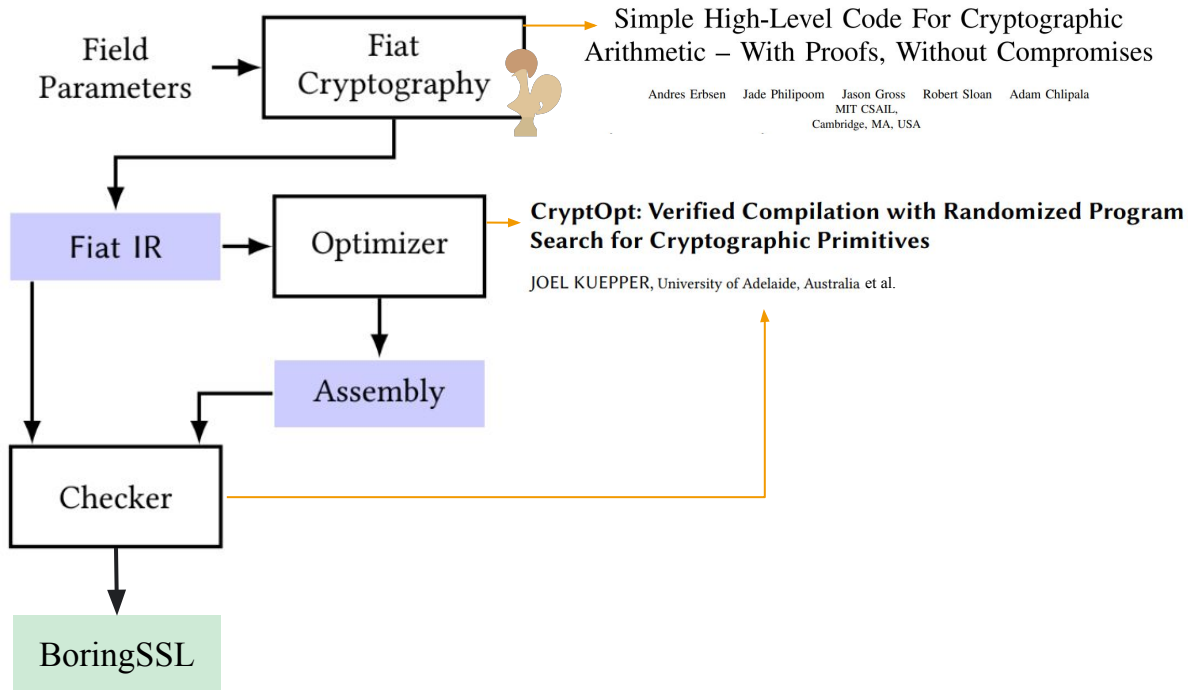 Field
Parameters
Fiat
Cryptography
Simple High-Level Code For Cryptographic
Arithmetic – With Proofs, Without Compromises
Andres Erbsen Jade Philipoom Jason Gross Robert Sloan Adam Chlipala
MIT CSAIL,
Cambridge, MA, USA
Fiat IR
Optimizer
CryptOpt: Verified Compilation with Randomized Program
Search for Cryptographic Primitives
JOEL KUEPPER, University of Adelaide, Australia et al.
Assembly
Checker
BoringSSL